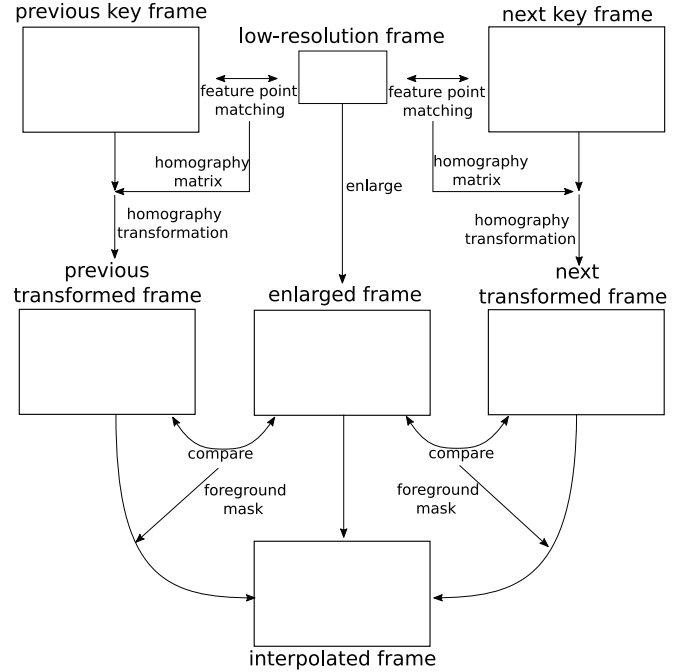 previous key frame
low-resolution frame
next key frame
feature point
matching
feature point
matching
homography
matrix
enlarge
homography
matrix
homography
transformation
homography
transformation
previous
transformed frame
enlarged frame
next
transformed frame
compare
compare
foreground
mask
foreground
mask
interpolated frame